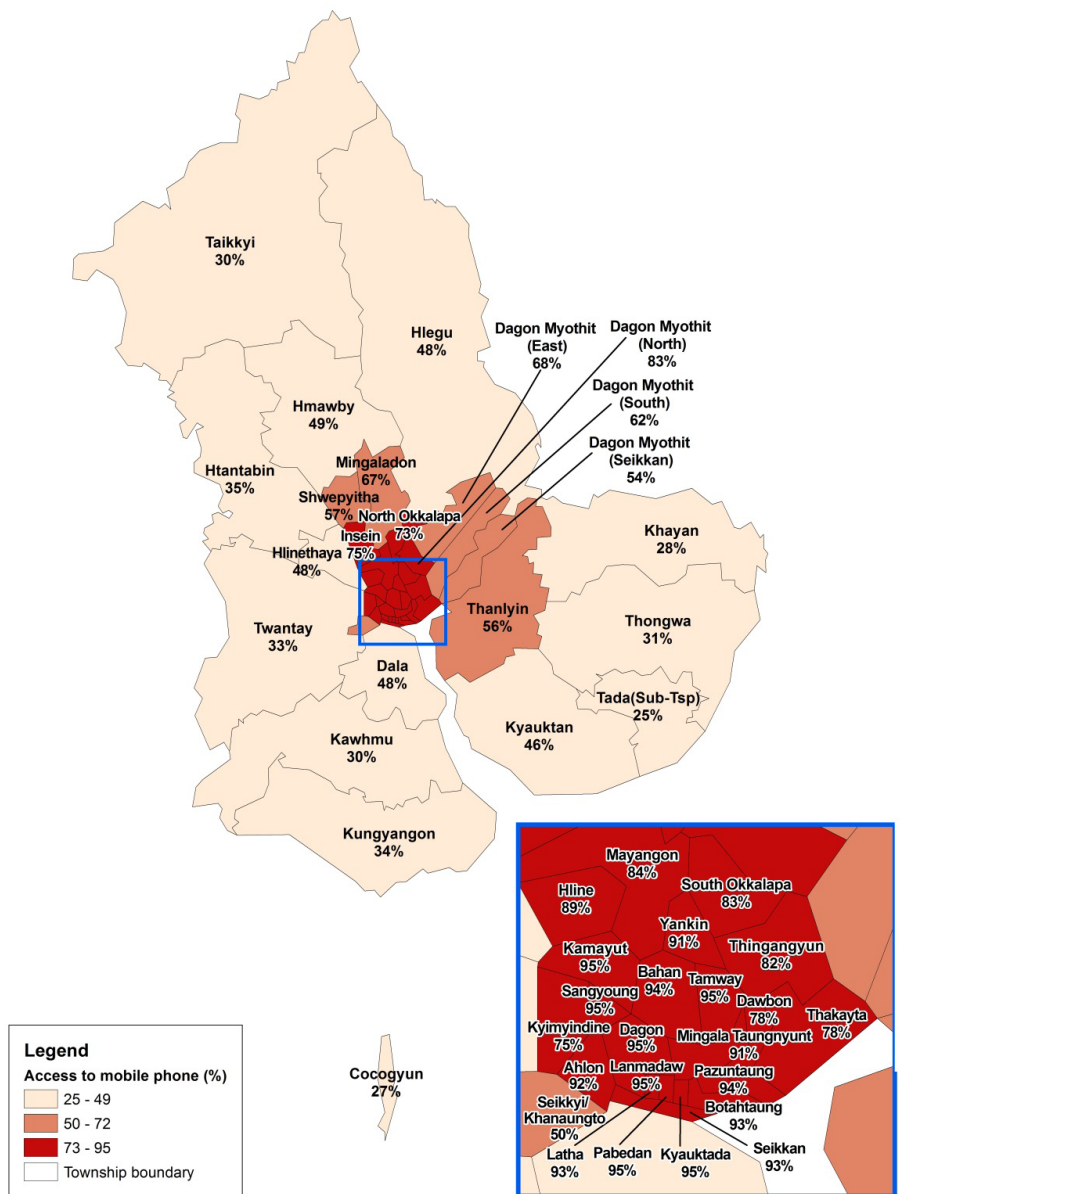 Taikkyi
30%
Hlegu
48%
Dagon Myothit
(East)
68%
Dagon Myothit
(North)
83%
Dagon Myothit
(South)
62%
Dagon Myothit
(Seikkan)
54%
Hmawby
49%
Htantabin
35%
Mingaladon
67%
Shwepyitha
57%
North Okkalapa
73%
Insein
75%
Hlinethaya
48%
Khayan
28%
Thanlyin
56%
Thongwa
31%
Twantay
33%
Dala
48%
Tada(Sub-Tsp)
25%
Kyauktan
46%
Kawhmu
30%
Kungyangon
34%
Cocogyun
27%
Mayangon
84%
South Okkalapa
83%
Hline
89%
Yankin
91%
Thingangyun
82%
Kamayut
95%
Bahan
94%
Tamway
95%
Sangyoung
95%
Dawbon
78%
Thakayta
78%
Kyimyindine
75%
Dagon
95%
Mingala Taungnyunt
91%
Ahlon
92%
Lanmadaw
95%
Pazuntaung
94%
Seikkyi/
Khanaungto
50%
Botahtaung
93%
Latha
93%
Pabedan
95%
Kyauktada
95%
Seikkan
93%
Legend
Access to mobile phone (%)
25 - 49
50 - 72
73 - 95
Township boundary